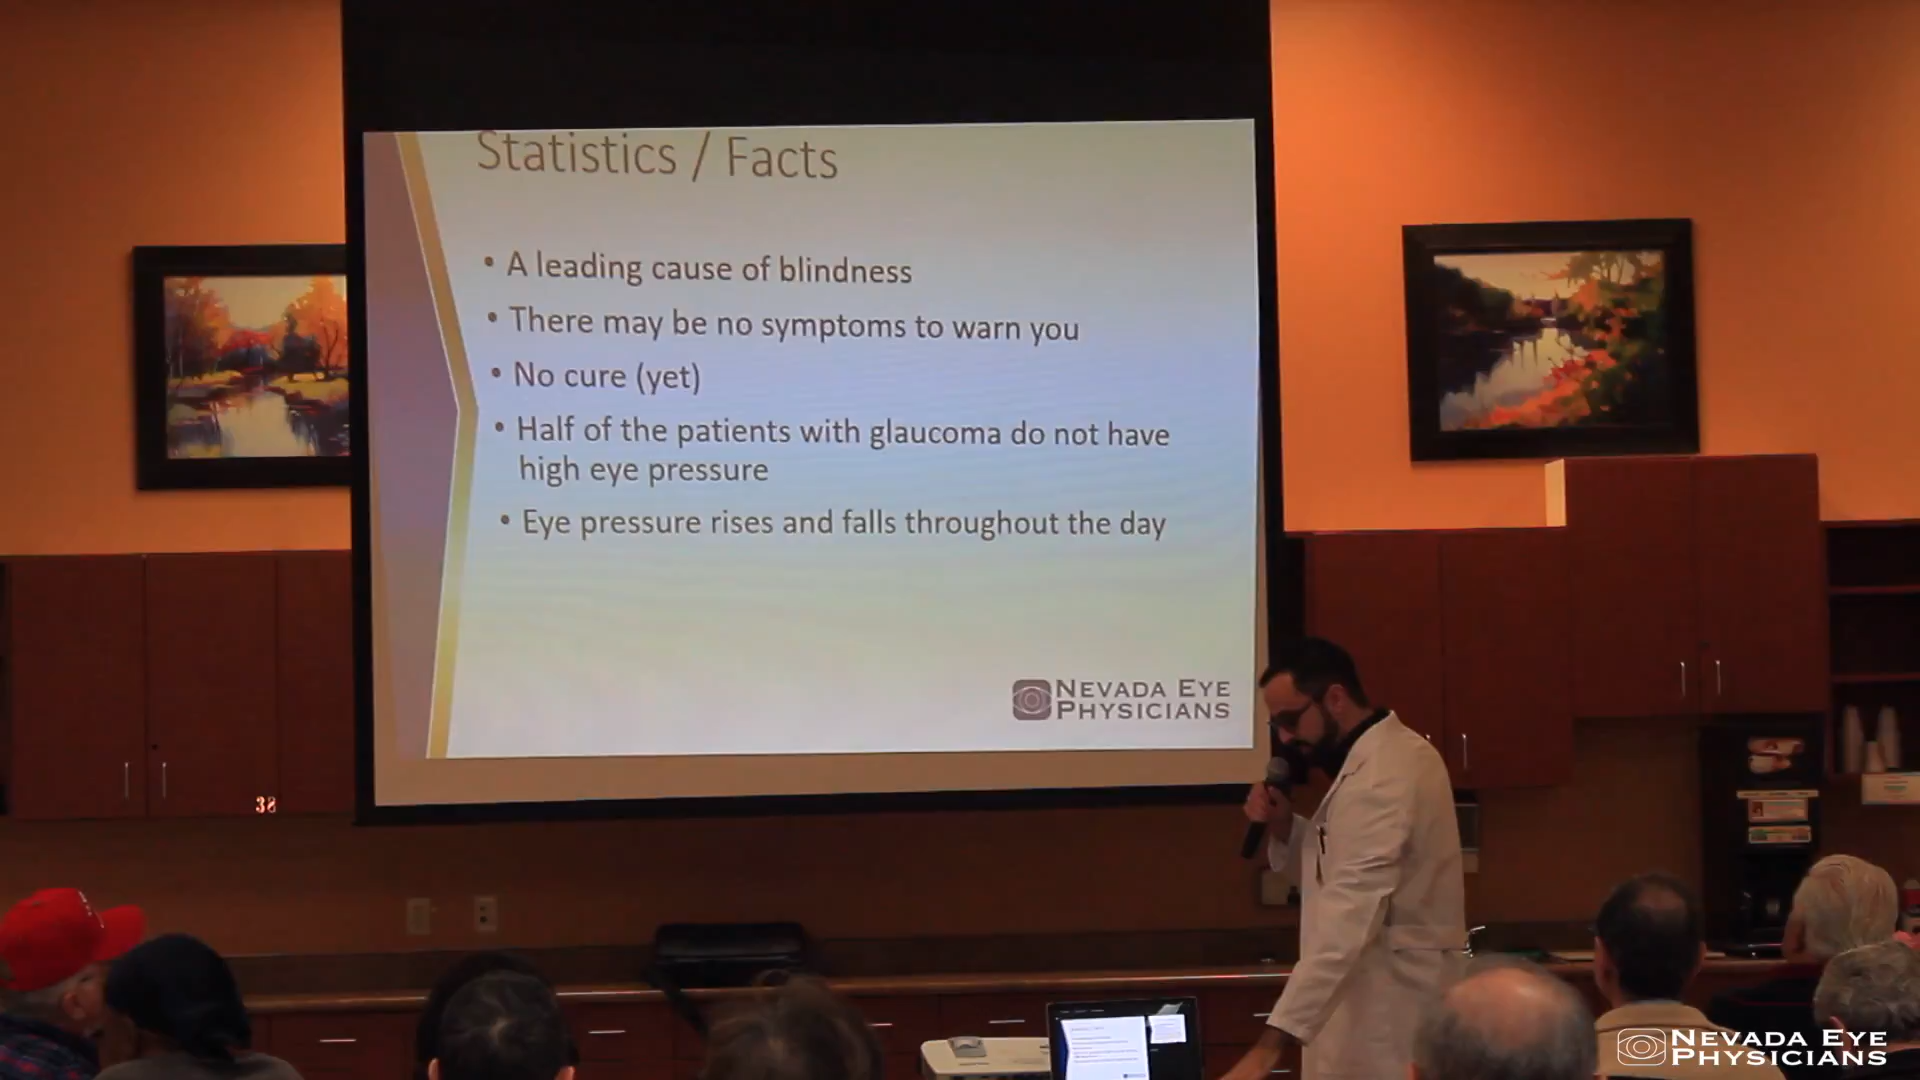 Statistics / Facts
• A leading cause of blindness
• There may be no symptoms to warn you
• No cure (yet)
• Half of the patients with glaucoma do not have
high eye pressure
• Eye pressure rises and falls throughout the day
NEVADA EYE
PHYSICIANS
38
NEVADA EYE
PHYSICIANS